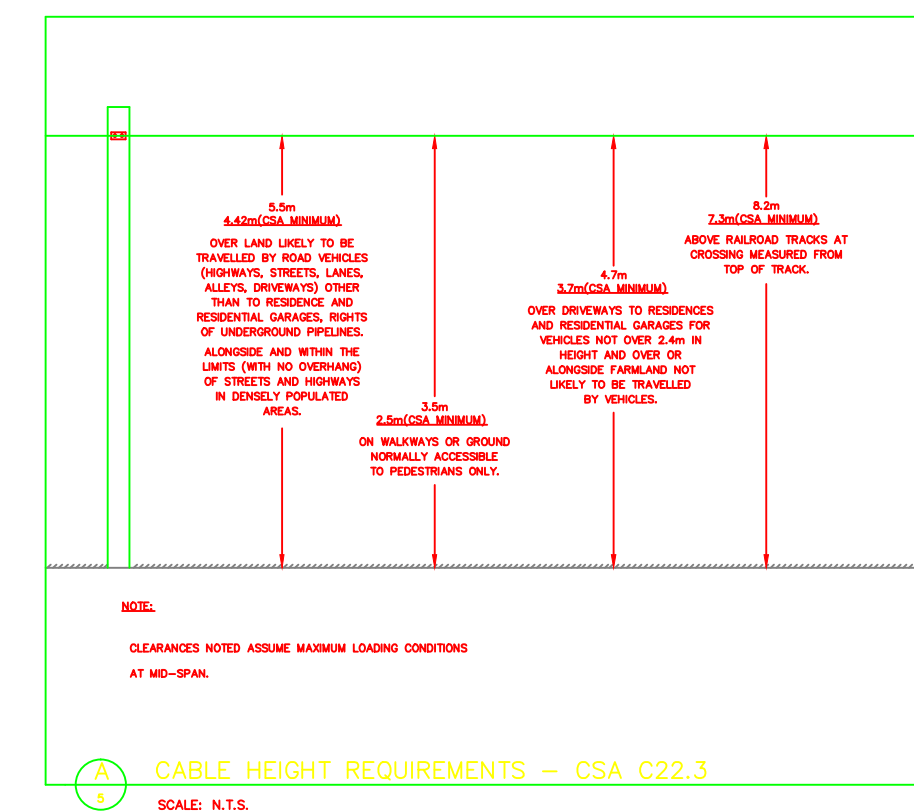 5.5m
4.42m(CSA MINIMUM)
OVER LAND LIKELY TO BE
TRAVELLED BY ROAD VEHICLES
(HIGHWAYS, STREETS, LANES,
ALLEYS, DRIVEWAYS) OTHER
THAN TO RESIDENCE AND
RESIDENTIAL GARAGES, RIGHTS
OF UNDERGROUND PIPELINES.
ALONGSIDE AND WITHIN THE
LIMITS (WITH NO OVERHANG)
OF STREETS AND HIGHWAYS
IN DENSELY POPULATED
AREAS.
3.5m
2.5m(CSA MINIMUM)
ON WALKWAYS OR GROUND
NORMALLY ACCESSIBLE
TO PEDESTRIANS ONLY.
4.7m
3.7m(CSA MINIMUM)
OVER DRIVEWAYS TO RESIDENCES
AND RESIDENTIAL GARAGES FOR
VEHICLES NOT OVER 2.4m IN
HEIGHT AND OVER OR
ALONGSIDE FARMLAND NOT
LIKELY TO BE TRAVELLED
BY VEHICLES.
8.2m
7.3m(CSA MINIMUM)
ABOVE RAILROAD TRACKS AT
CROSSING MEASURED FROM
TOP OF TRACK.
NOTE:
CLEARANCES NOTED ASSUME MAXIMUM LOADING CONDITIONS
AT MID-SPAN.
A
5
CABLE HEIGHT REQUIREMENTS - CSA C22.3
SCALE: N.T.S.